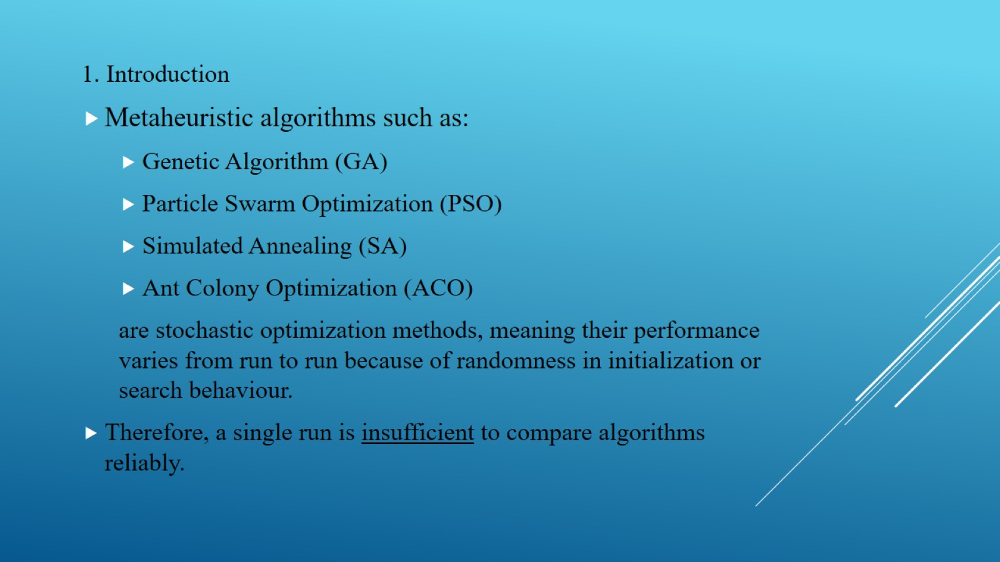 1. Introduction
Metaheuristic algorithms such as:
Genetic Algorithm (GA)
Particle Swarm Optimization (PSO)
Simulated Annealing (SA)
Ant Colony Optimization (ACO)
are stochastic optimization methods, meaning their performance
varies from run to run because of randomness in initialization or
search behaviour.
Therefore, a single run is insufficient to compare algorithms
reliably.